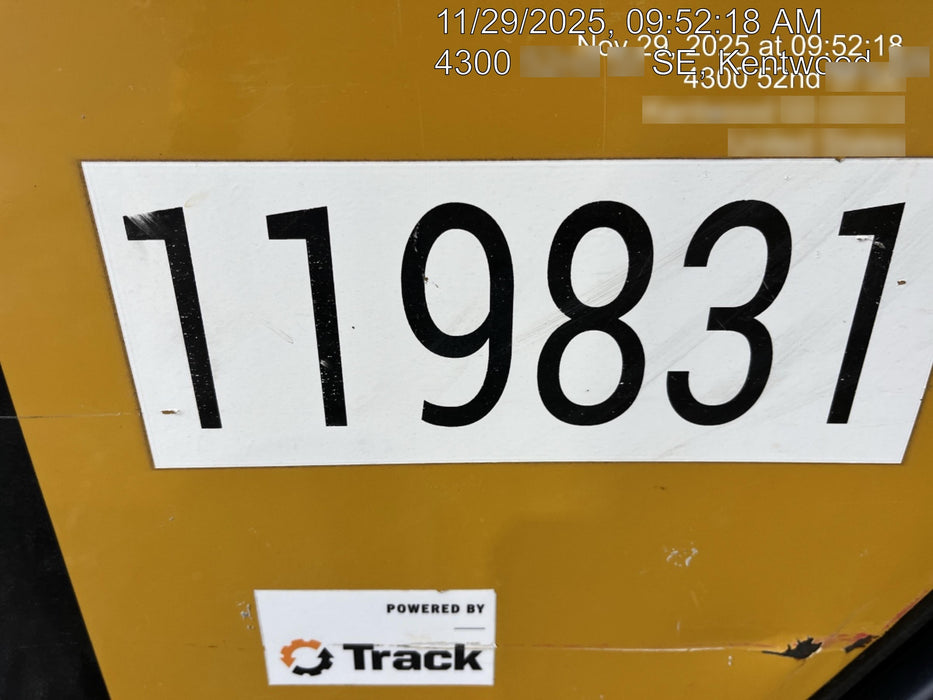 11/29/2025, 09:52:18 AM
Nov 29, 2025 at 09:52:18
4300 SE, Kentwood
4300 52nd
119831
POWERED BY
Track